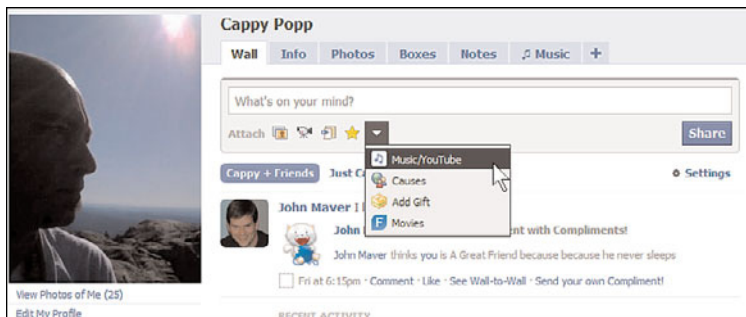 Cappy Popp
Wall Info Photos Boxes Notes Music +
What's on your mind?
Attach Share
Music/YouTube
Cappy + Friends Just Ca Settings
Causes
Add Gift
Movies
John Maver I
John nt with Compliments!
John Maver thinks you is A Great Friend because because he never sleeps
Fri at 6:15pm · Comment · Like · See Wall-to-Wall · Send your own Compliment!
View Photos of Me (25)
Edit My Profile
RECENT ACTIVITY